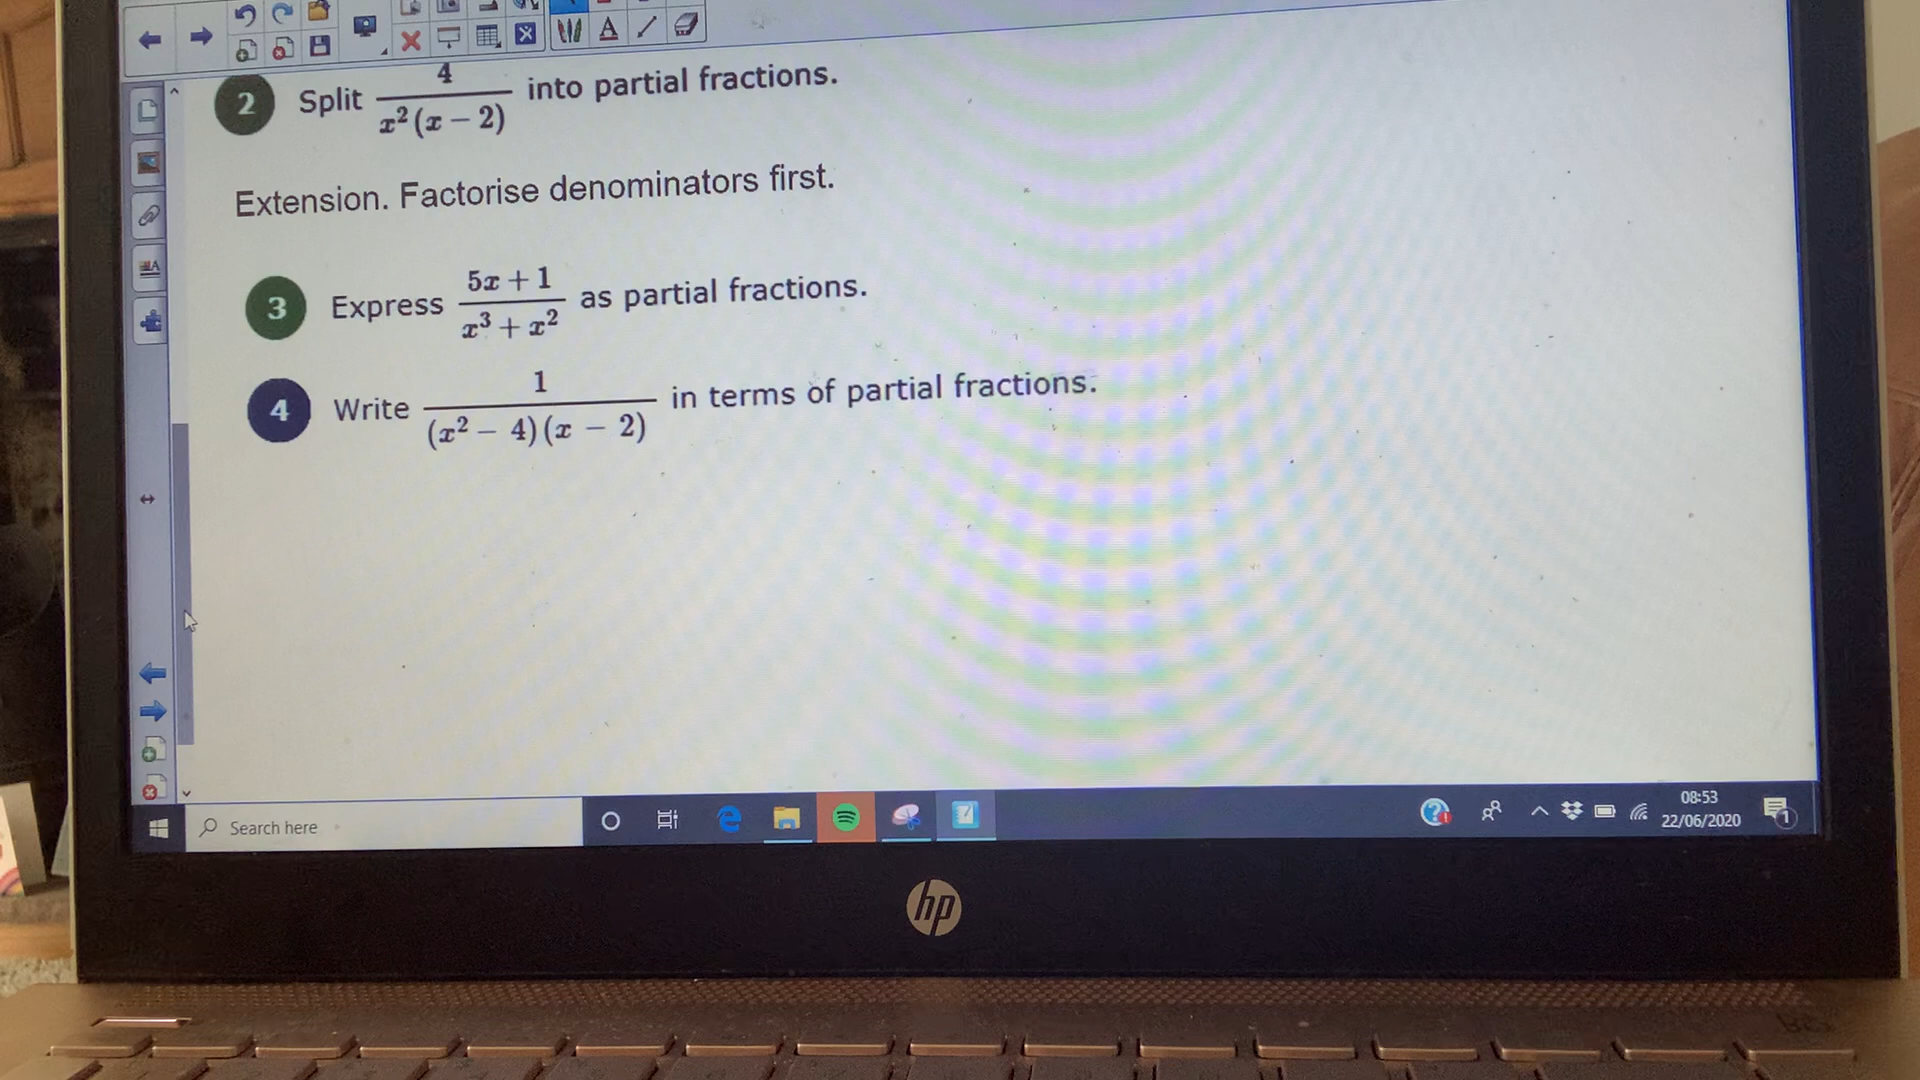 2 Split 4/x²(x − 2) into partial fractions.
Extension. Factorise denominators first.
3 Express 5x + 1/x³ + x² as partial fractions.
4 Write 1/(x² − 4)(x − 2) in terms of partial fractions.
Search here
08:53
22/06/2020
1
hp